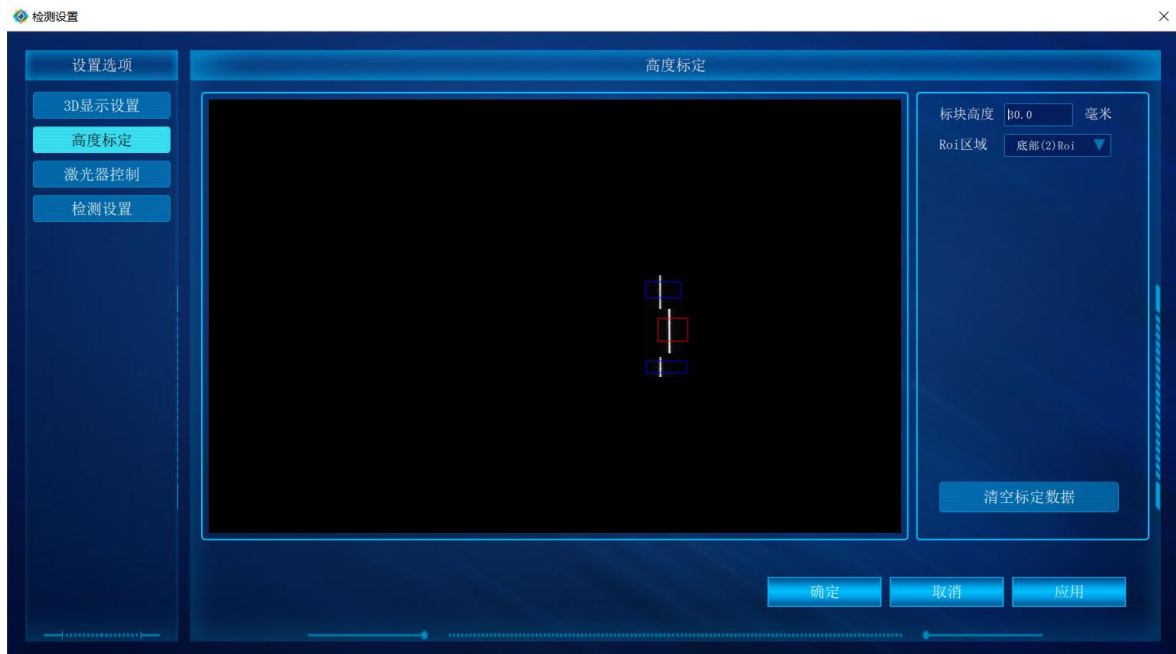 检测设置
设置选项
3D显示设置
高度标定
激光器控制
检测设置
高度标定
标块高度 30.0 毫米
Roi区域 底部(2)Roi
清空标定数据
确定 取消 应用